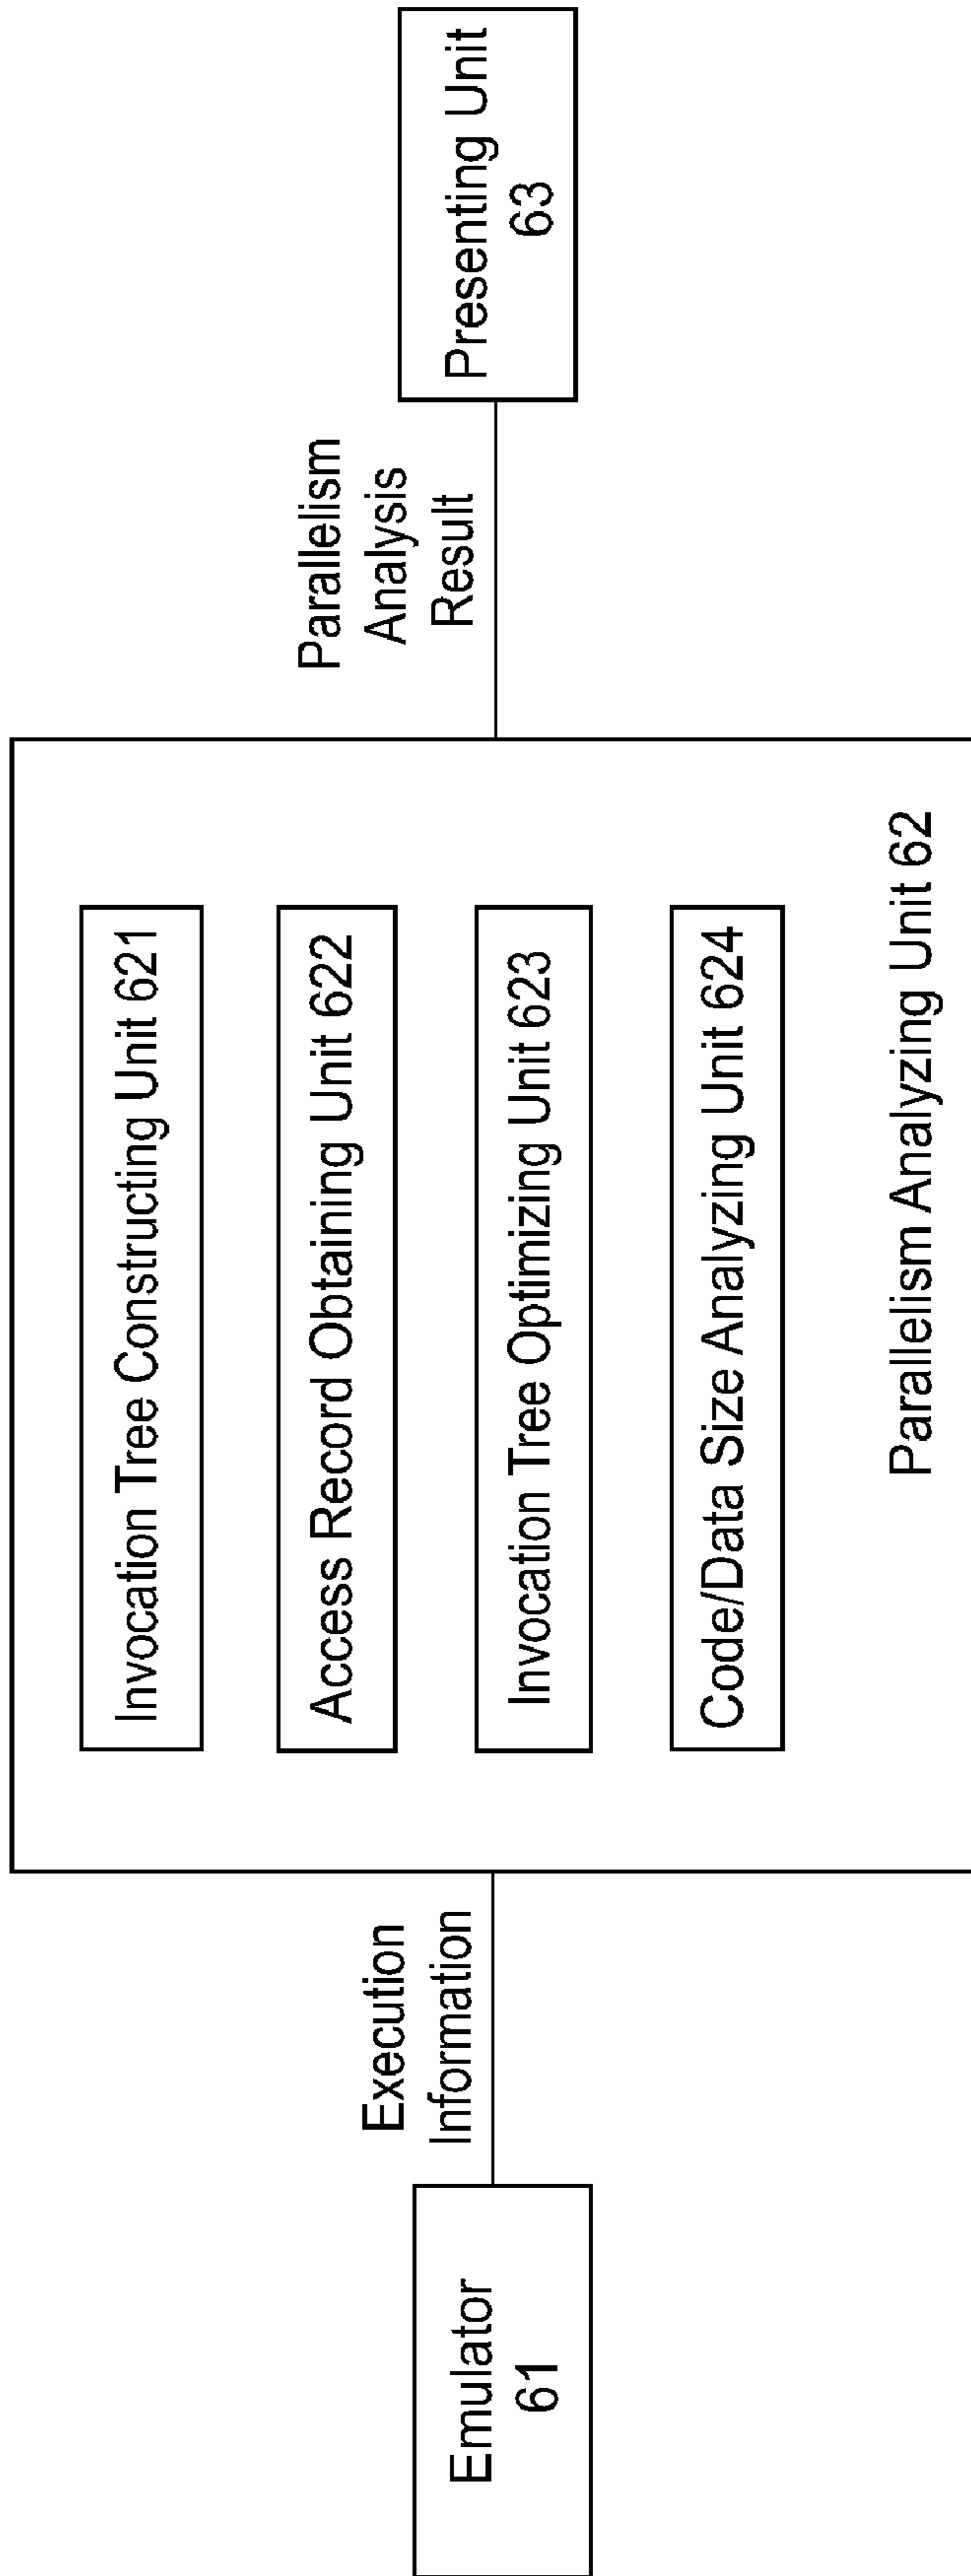 Emulator
61
Execution
Information
Invocation Tree Constructing Unit 621
Access Record Obtaining Unit 622
Invocation Tree Optimizing Unit 623
Code/Data Size Analyzing Unit 624
Parallelism Analyzing Unit 62
Parallelism
Analysis
Result
Presenting Unit
63